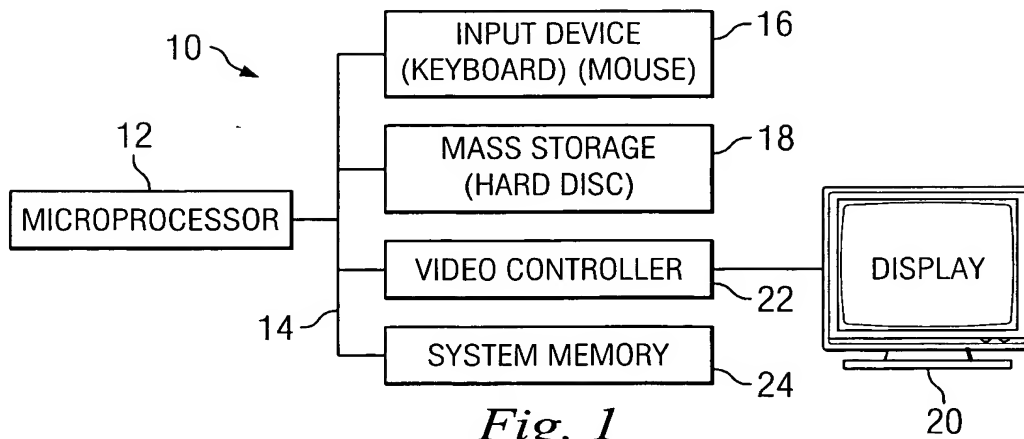 10
INPUT DEVICE
(KEYBOARD) (MOUSE)
16
12
MICROPROCESSOR
MASS STORAGE
(HARD DISC)
18
VIDEO CONTROLLER
22
DISPLAY
14
SYSTEM MEMORY
24
20
Fig. 1